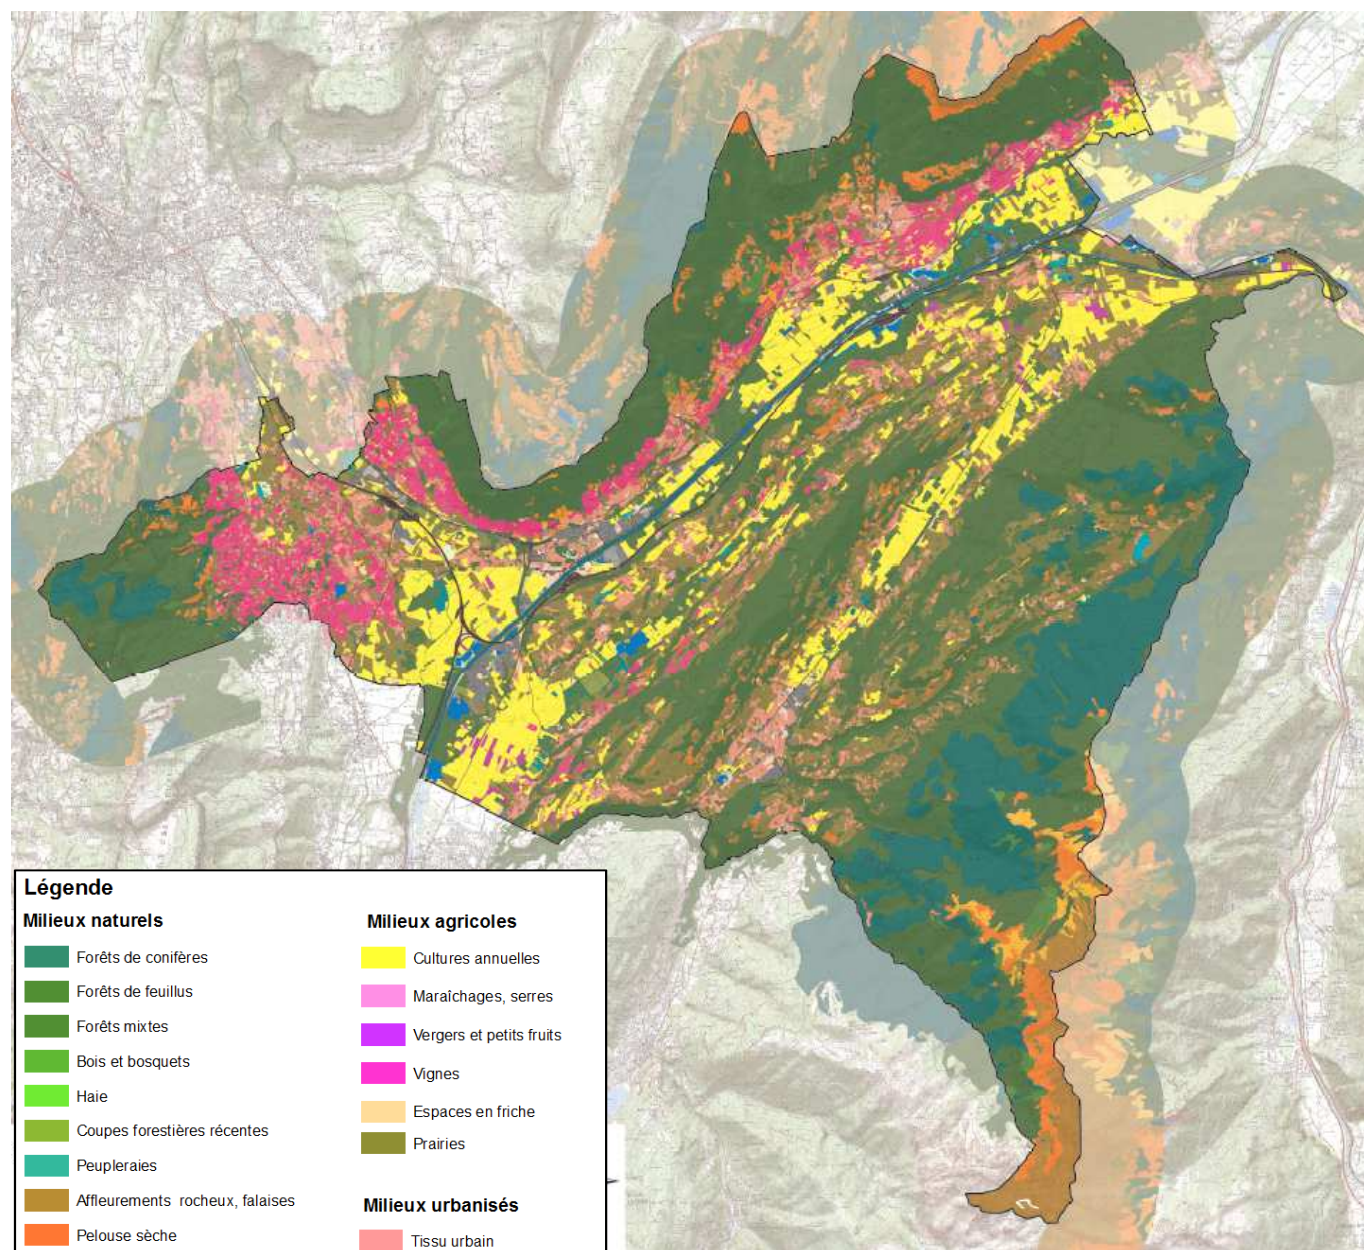 Légende
Milieux naturels
Forêts de conifères
Forêts de feuillus
Forêts mixtes
Bois et bosquets
Haie
Coupes forestières récentes
Peupleraies
Affleurements rocheux, falaises
Pelouse sèche
Milieux agricoles
Cultures annuelles
Maraîchages, serres
Vergers et petits fruits
Vignes
Espaces en friche
Prairies
Milieux urbanisés
Tissu urbain